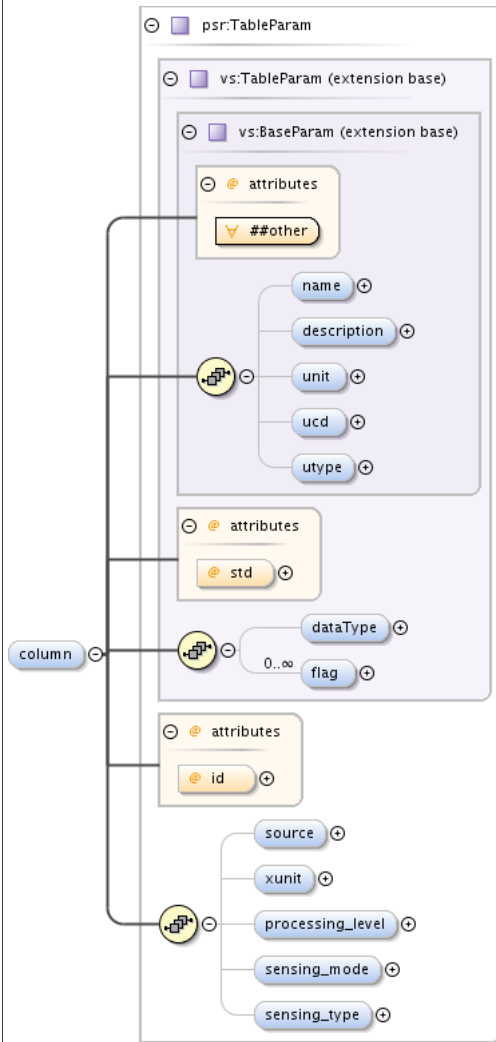 psr:TableParam
vs:TableParam (extension base)
vs:BaseParam (extension base)
@ attributes
∀ ##other
name
description
unit
ucd
utype
@ attributes
@ std
dataType
0..∞
flag
column
@ attributes
@ id
source
xunit
processing_level
sensing_mode
sensing_type